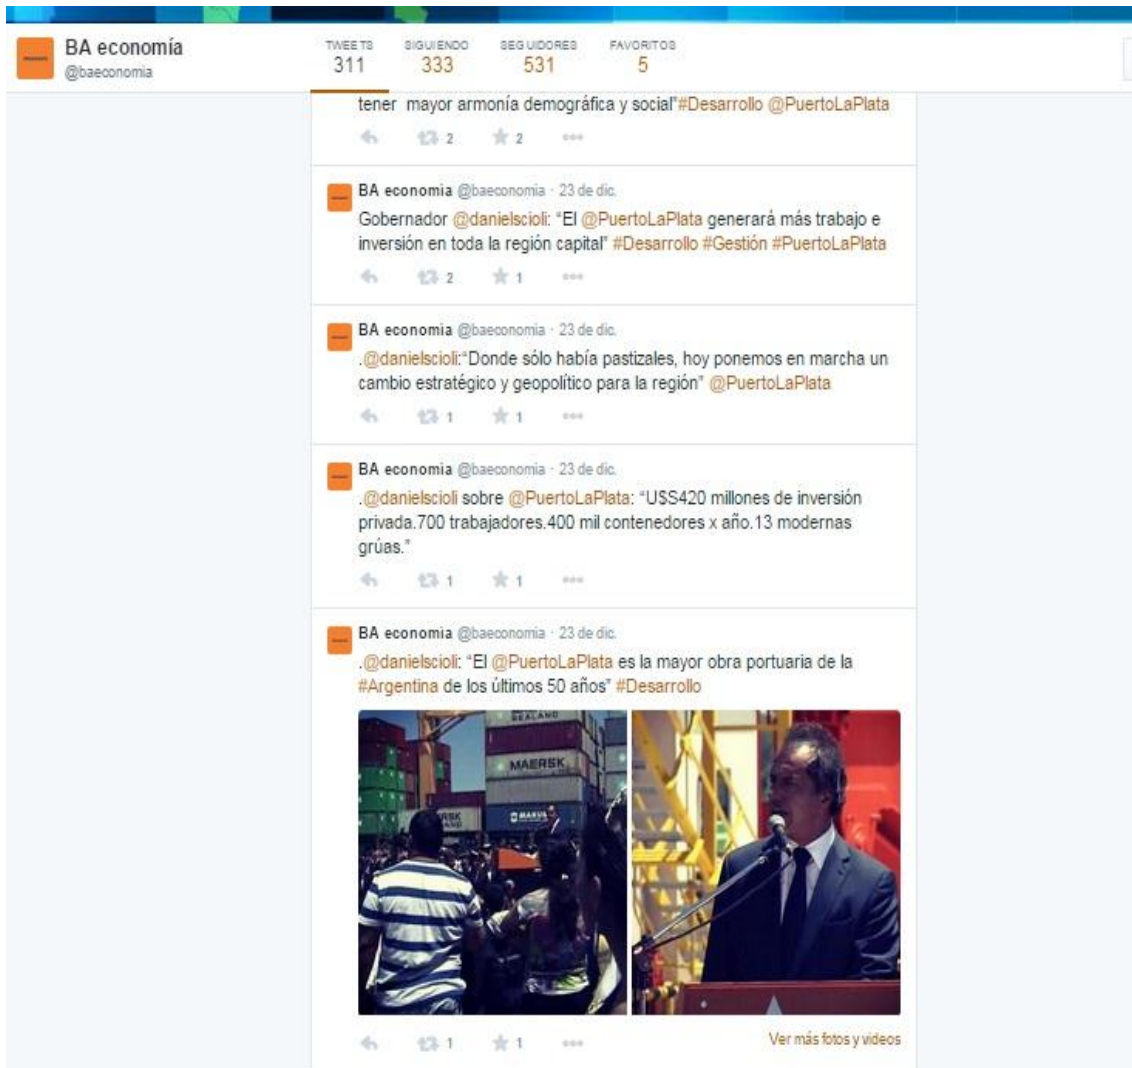 BA economía
@baeconomia
TWEETS SIGUIENDO SEGUIDORES FAVORITOS
311 333 531 5
tener mayor armonía demográfica y social"#Desarrollo @PuertoLaPlata
2 2
BA economia @baeconomia · 23 de dic.
Gobernador @danielscioli: “El @PuertoLaPlata generará más trabajo e
inversión en toda la región capital” #Desarrollo #Gestión #PuertoLaPlata
2 1
BA economia @baeconomia · 23 de dic.
.@danielscioli:“Donde sólo había pastizales, hoy ponemos en marcha un
cambio estratégico y geopolítico para la región” @PuertoLaPlata
1 1
BA economia @baeconomia · 23 de dic.
.@danielscioli sobre @PuertoLaPlata: “U$S420 millones de inversión
privada.700 trabajadores.400 mil contenedores x año.13 modernas
grúas.”
1 1
BA economia @baeconomia · 23 de dic.
.@danielscioli: “El @PuertoLaPlata es la mayor obra portuaria de la
#Argentina de los últimos 50 años” #Desarrollo
SEALAND
MAERSK
1 1
Ver más fotos y videos